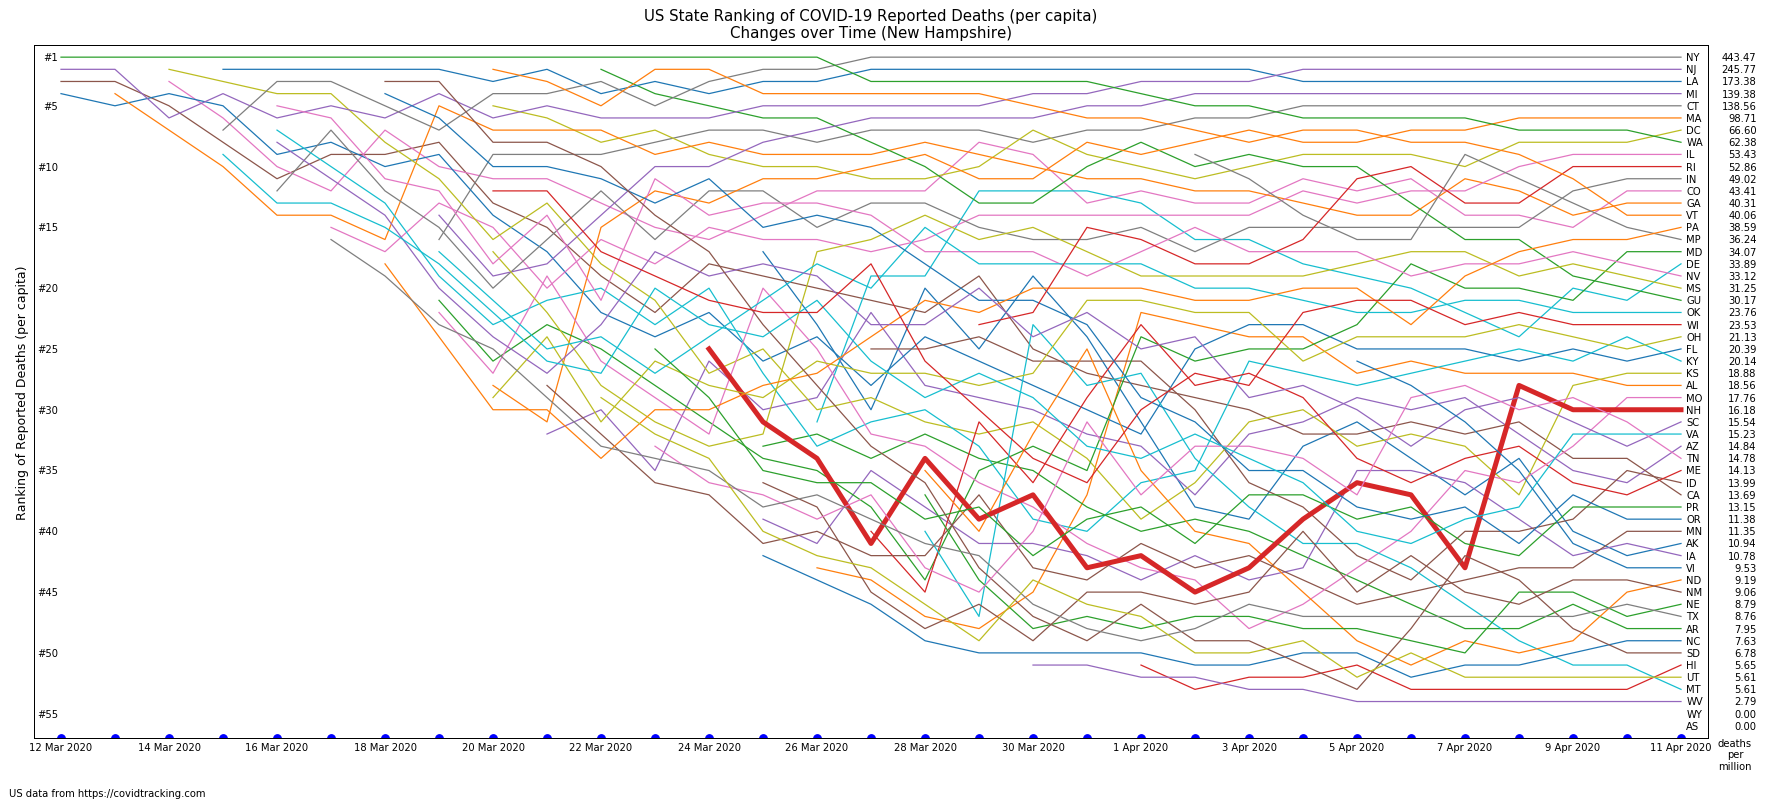 US State Ranking of COVID-19 Reported Deaths (per capita)
Changes over Time (New Hampshire)
Ranking of Reported Deaths (per capita)
#1
#5
#10
#15
#20
#25
#30
#35
#40
#45
#50
#55
NY 443.47
NJ 245.77
LA 173.38
MI 139.38
CT 138.56
MA 98.71
DC 66.60
WA 62.38
IL 53.43
RI 52.86
IN 49.02
CO 43.41
GA 40.31
VT 40.06
PA 38.59
MP 36.24
MD 34.07
DE 33.89
NV 33.12
MS 31.25
GU 30.17
OK 23.76
WI 23.53
OH 21.13
FL 20.39
KY 20.14
KS 18.88
AL 18.56
MO 17.76
NH 16.18
SC 15.54
VA 15.23
AZ 14.84
TN 14.78
ME 14.13
ID 13.99
CA 13.69
PR 13.15
OR 11.38
MN 11.35
AK 10.94
IA 10.78
VI 9.53
ND 9.19
NM 9.06
NE 8.79
TX 8.76
AR 7.95
NC 7.63
SD 6.78
HI 5.65
UT 5.61
MT 5.61
WV 2.79
WY 0.00
AS 0.00
12 Mar 2020 14 Mar 2020 16 Mar 2020 18 Mar 2020 20 Mar 2020 22 Mar 2020 24 Mar 2020 26 Mar 2020 28 Mar 2020 30 Mar 2020 1 Apr 2020 3 Apr 2020 5 Apr 2020 7 Apr 2020 9 Apr 2020 11 Apr 2020
deaths
per
million
US data from https://covidtracking.com